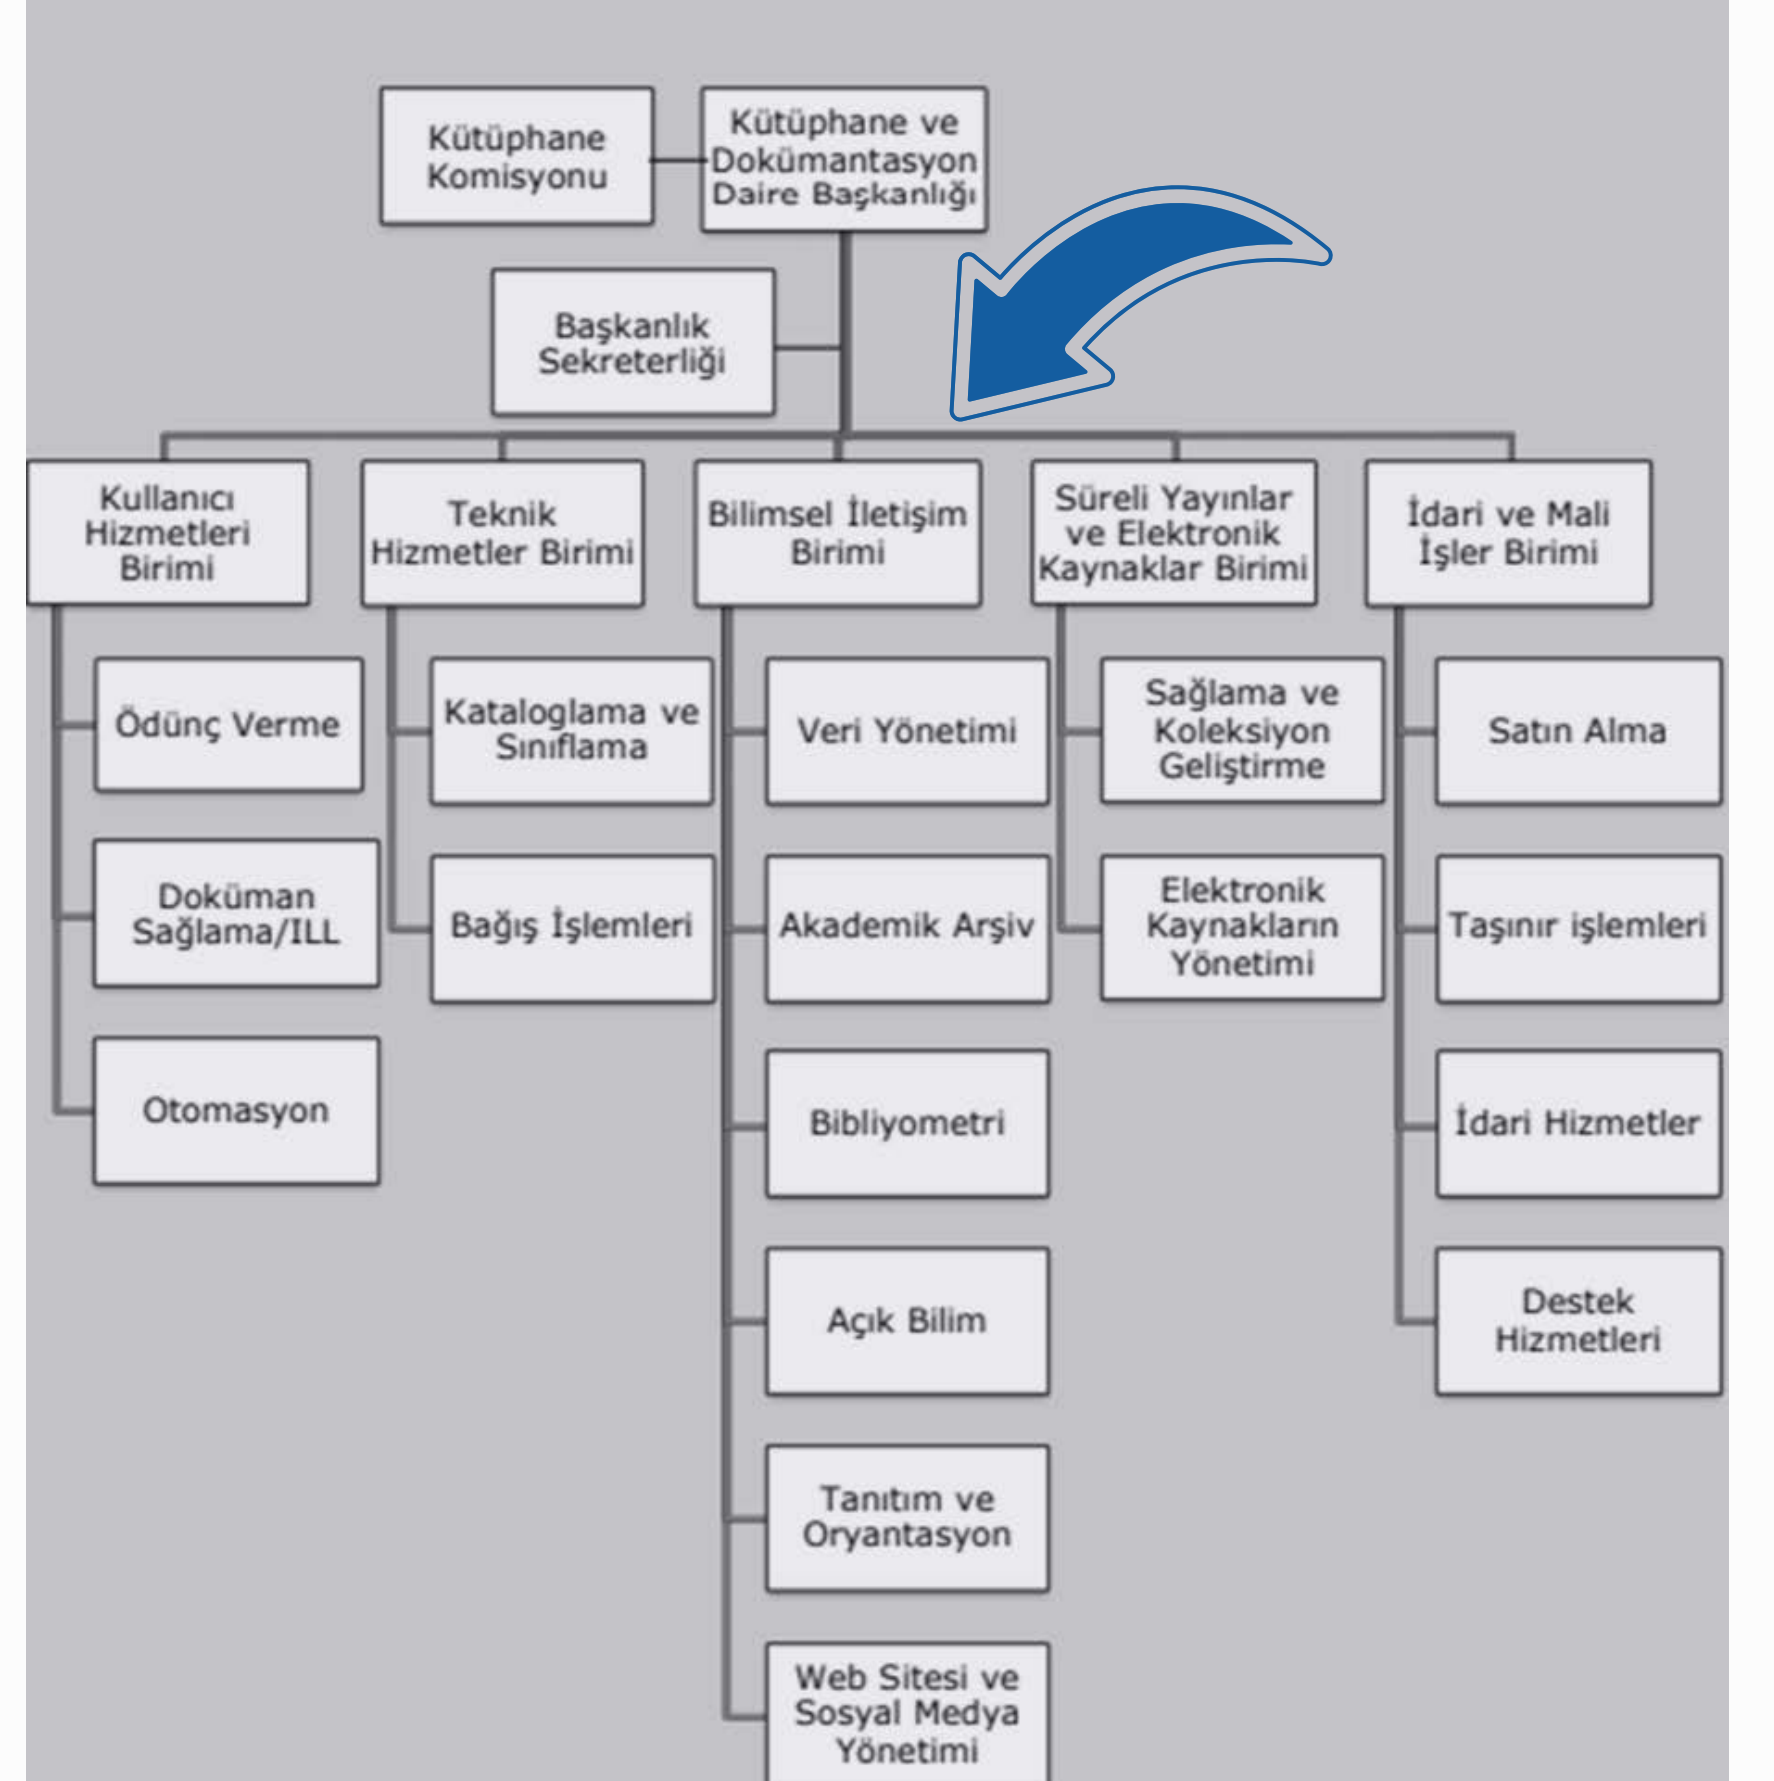 Kütüphane
Komisyonu
Kütüphane ve
Dokümantasyon
Daire Başkanlığı
Başkanlık
Sekreterliği
Kullanıcı
Hizmetleri
Birimi
Teknik
Hizmetler Birimi
Bilimsel İletişim
Birimi
Süreli Yayınlar
ve Elektronik
Kaynaklar Birimi
İdari ve Mali
İşler Birimi
Ödünç Verme
Doküman
Sağlama/ILL
Otomasyon
Kataloglama ve
Sınıflama
Bağış İşlemleri
Veri Yönetimi
Akademik Arşiv
Bibliyometri
Açık Bilim
Tanıtım ve
Oryantasyon
Web Sitesi ve
Sosyal Medya
Yönetimi
Sağlama ve
Koleksiyon
Geliştirme
Elektronik
Kaynakların
Yönetimi
Satın Alma
Taşınır işlemleri
İdari Hizmetler
Destek
Hizmetleri